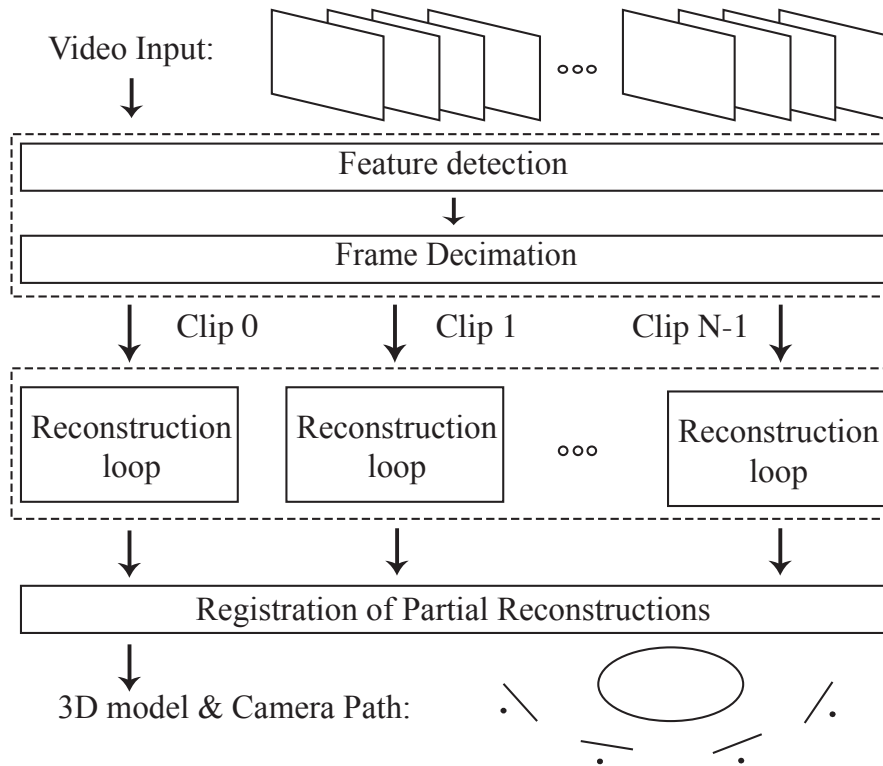 Video Input:
Feature detection
Frame Decimation
Clip 0
Clip 1
Clip N-1
Reconstruction
loop
Reconstruction
loop
Reconstruction
loop
Registration of Partial Reconstructions
3D model & Camera Path: